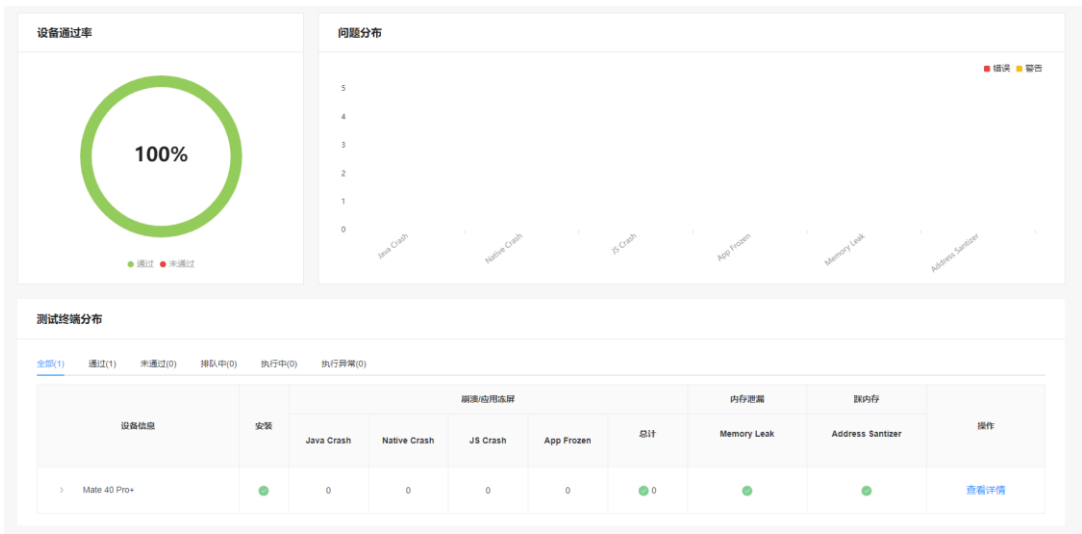 设备通过率
100%
通过 未通过
问题分布
错误 警告
5
4
3
2
1
0
Java Crash
Native Crash
JS Crash
App Frozen
Memory Leak
Address Santizer
测试终端分布
全部(1) 通过(1) 未通过(0) 排队中(0) 执行中(0) 执行异常(0)
设备信息 安装 崩溃/应用冻屏 内存泄漏 踩内存 操作
Java Crash Native Crash JS Crash App Frozen 总计 Memory Leak Address Santizer
Mate 40 Pro+ 0 0 0 0 0 查看详情